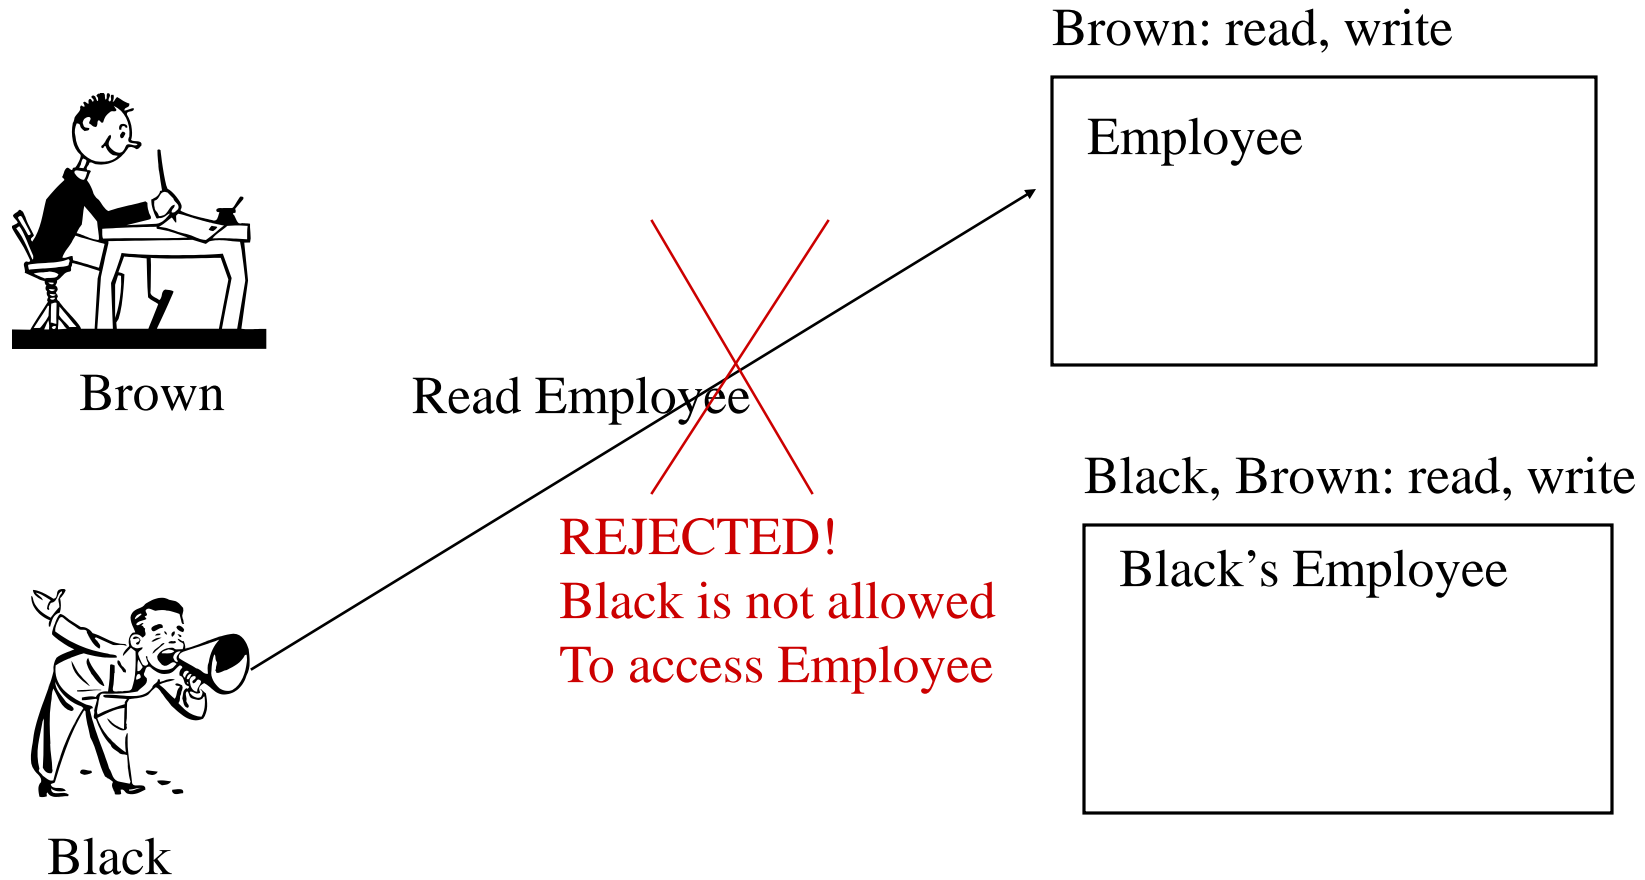 Brown: read, write
Employee
Brown
Read Employee
Black, Brown: read, write
REJECTED!
Black’s Employee
Black is not allowed
To access Employee
Black